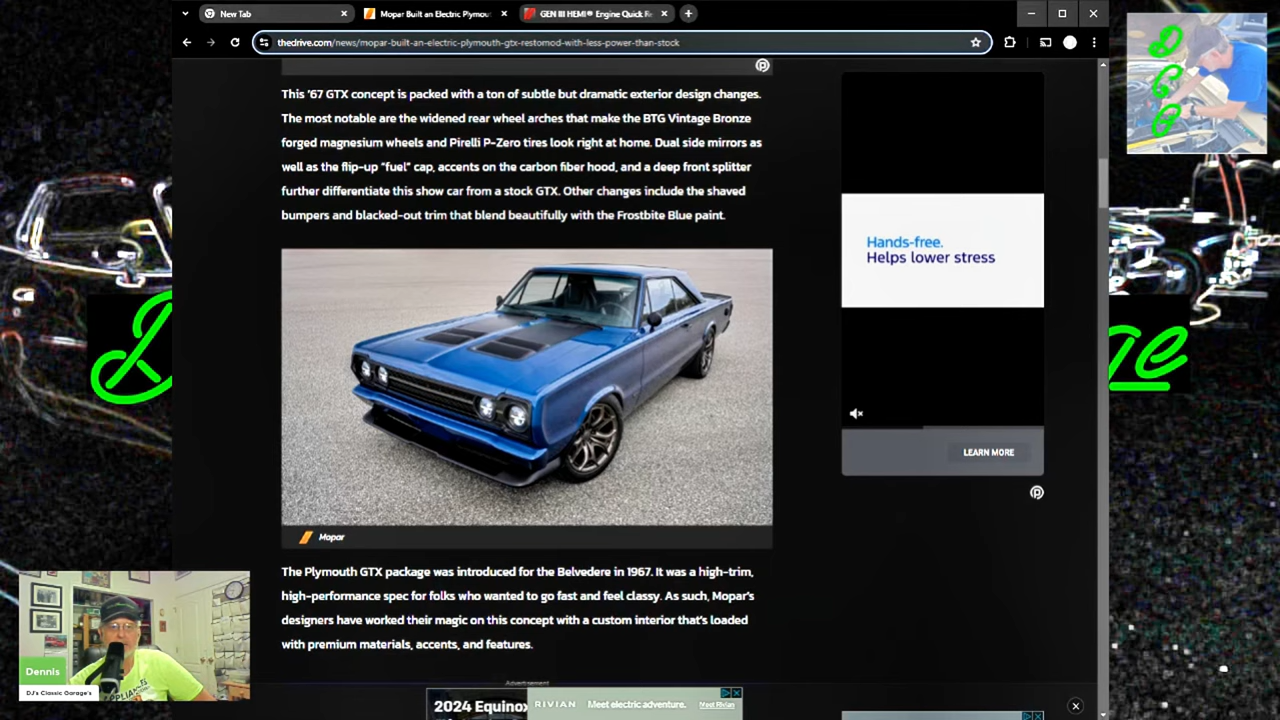 New Tab
Mopar Built an Electric Plymou
GEN III HEMI® Engine Quick Re
thedrive.com/news/mopar-built-an-electric-plymouth-gtx-restomod-with-less-power-than-stock
DCG
This '67 GTX concept is packed with a ton of subtle but dramatic exterior design changes.
The most notable are the widened rear wheel arches that make the BTG Vintage Bronze
forged magnesium wheels and Pirelli P-Zero tires look right at home. Dual side mirrors as
well as the flip-up "fuel" cap, accents on the carbon fiber hood, and a deep front splitter
further differentiate this show car from a stock GTX. Other changes include the shaved
bumpers and blacked-out trim that blend beautifully with the Frostbite Blue paint.
Hands-free.
Helps lower stress
LEARN MORE
Mopar
The Plymouth GTX package was introduced for the Belvedere in 1967. It was a high-trim,
high-performance spec for folks who wanted to go fast and feel classy. As such, Mopar's
designers have worked their magic on this concept with a custom interior that's loaded
with premium materials, accents, and features.
Advertisement
2024 Equinox
RIVIAN Meet electric adventure. Meet Rivian
Dennis
DJ's Classic Garage's